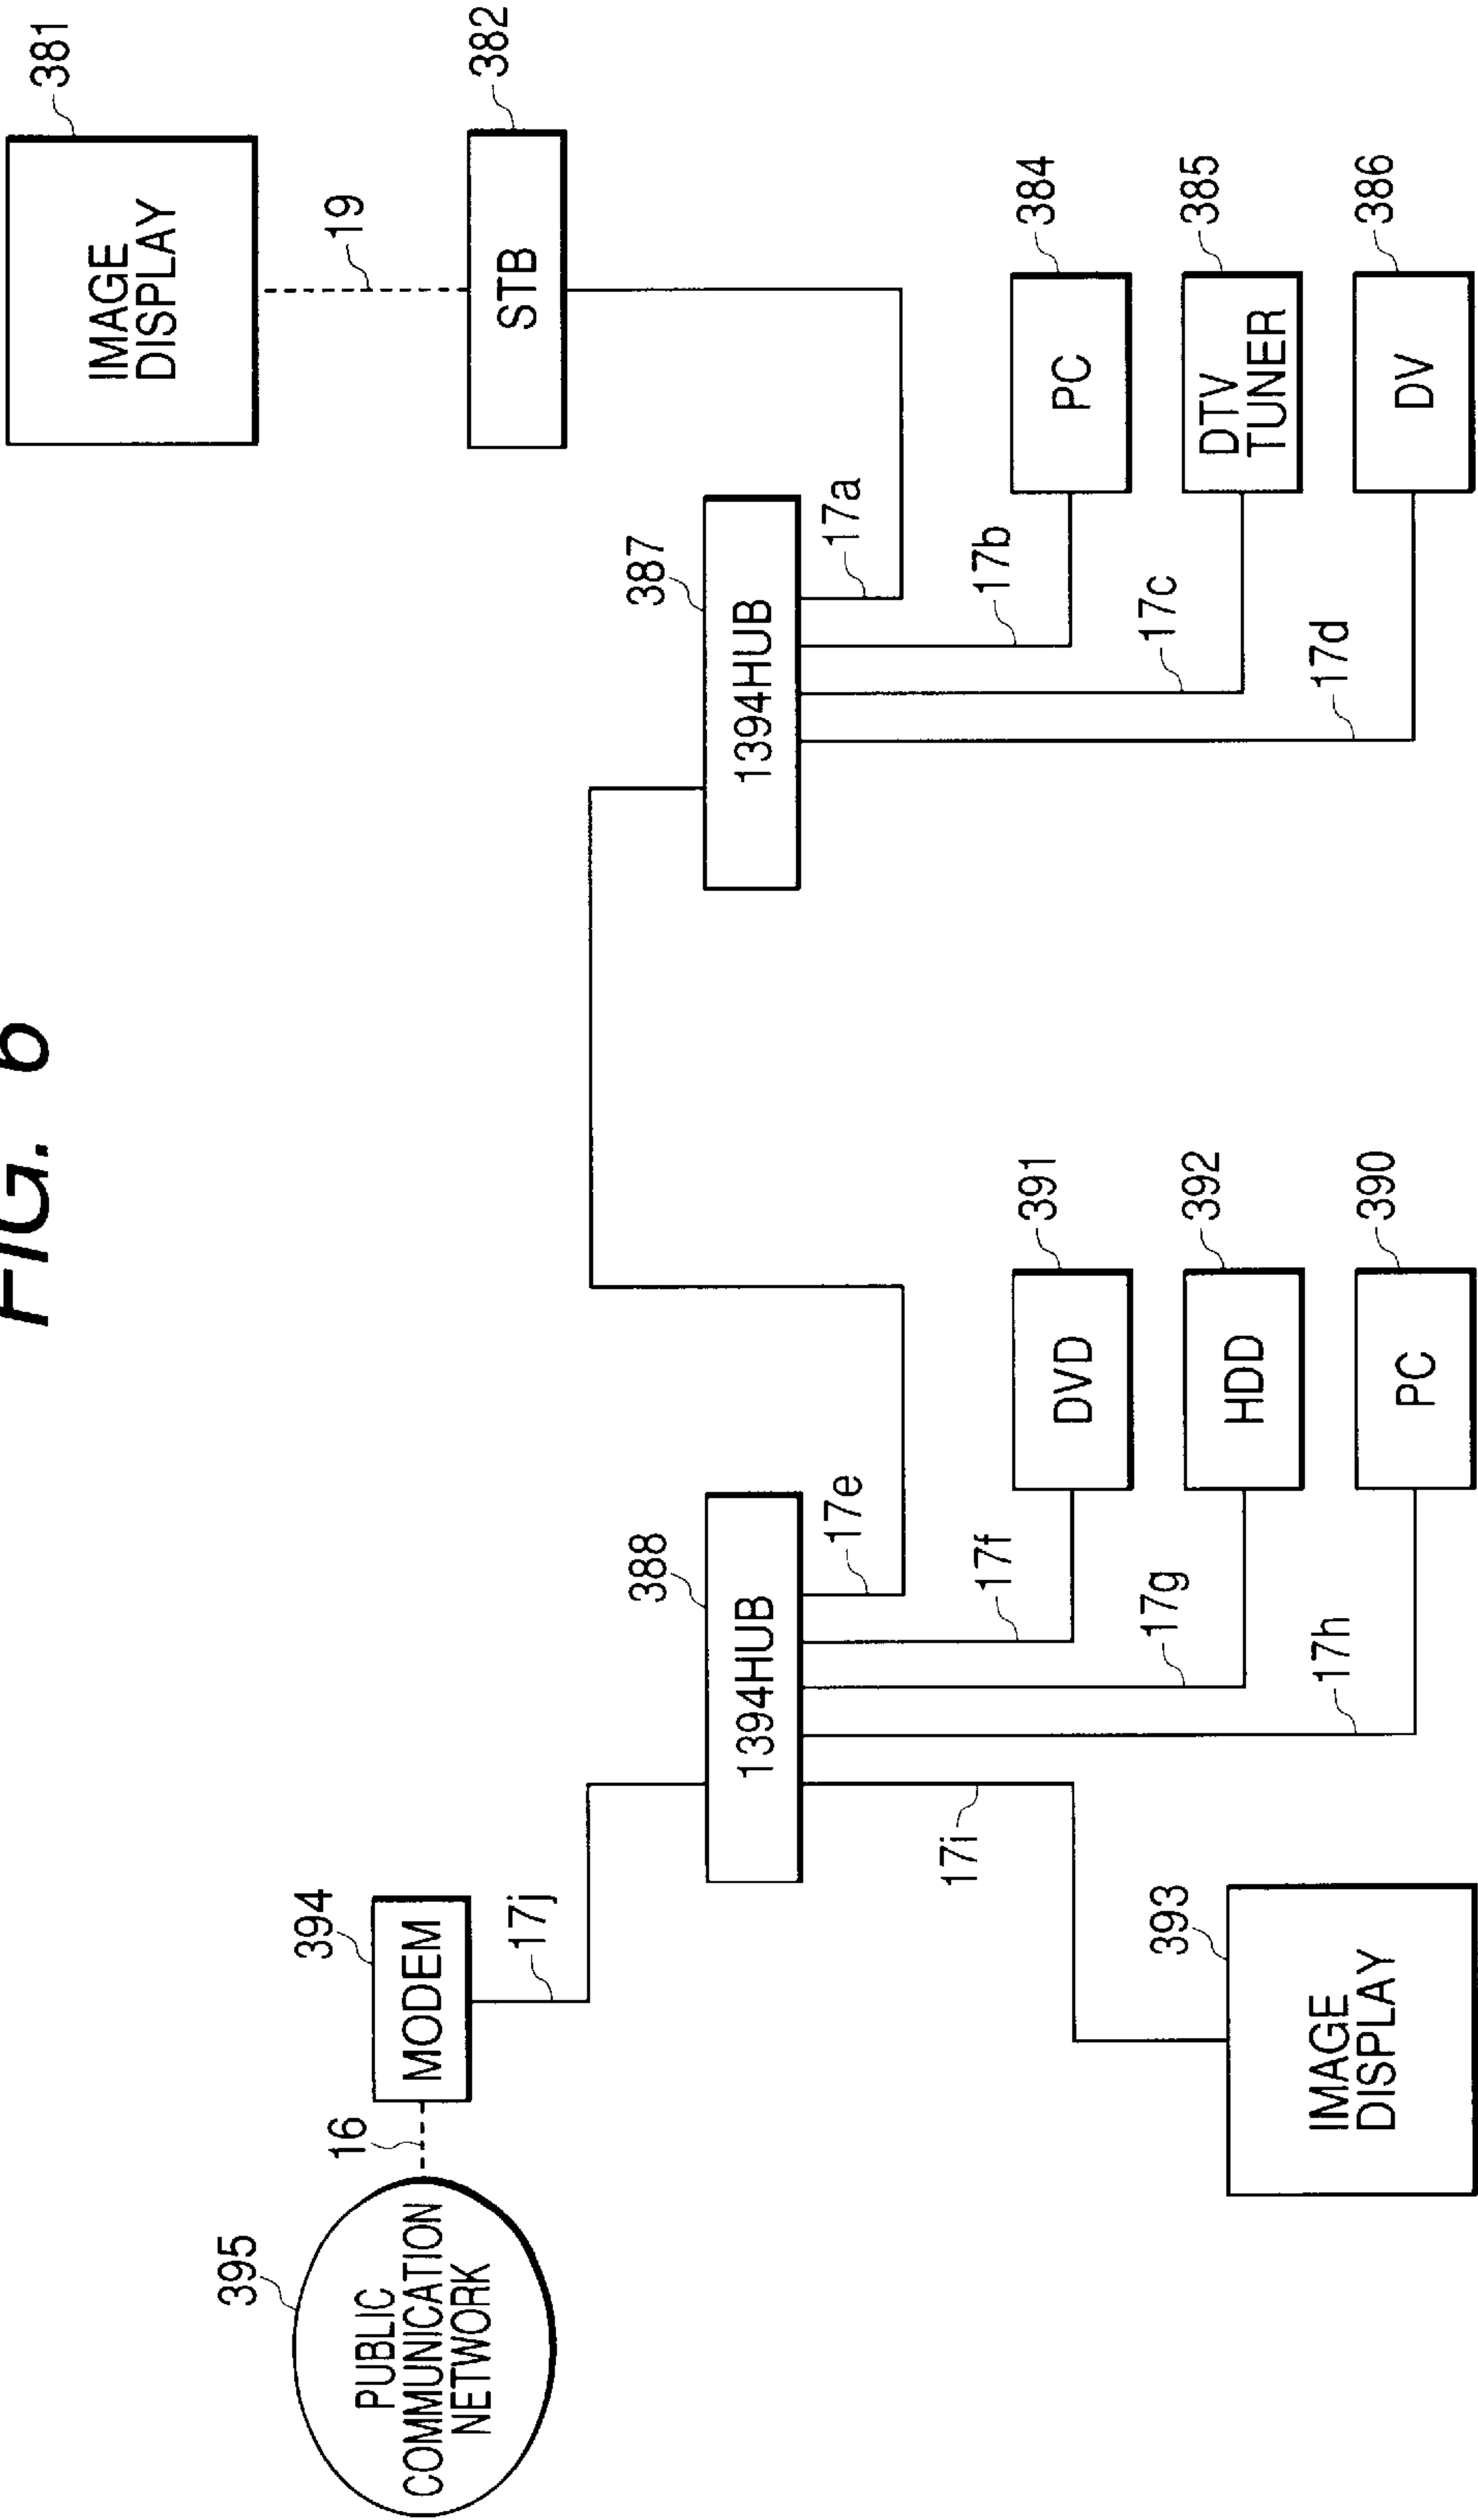 FIG. 6
381
IMAGE
DISPLAY
19
382
STB
387
1394HUB
17a
17b
17c
17d
384
PC
385
DTV
TUNER
386
DV
395
PUBLIC
COMMUNICATION
NETWORK
16
394
MODEM
17j
388
1394HUB
17e
17f
17g
17h
17i
391
DVD
392
HDD
390
PC
393
IMAGE
DISPLAY